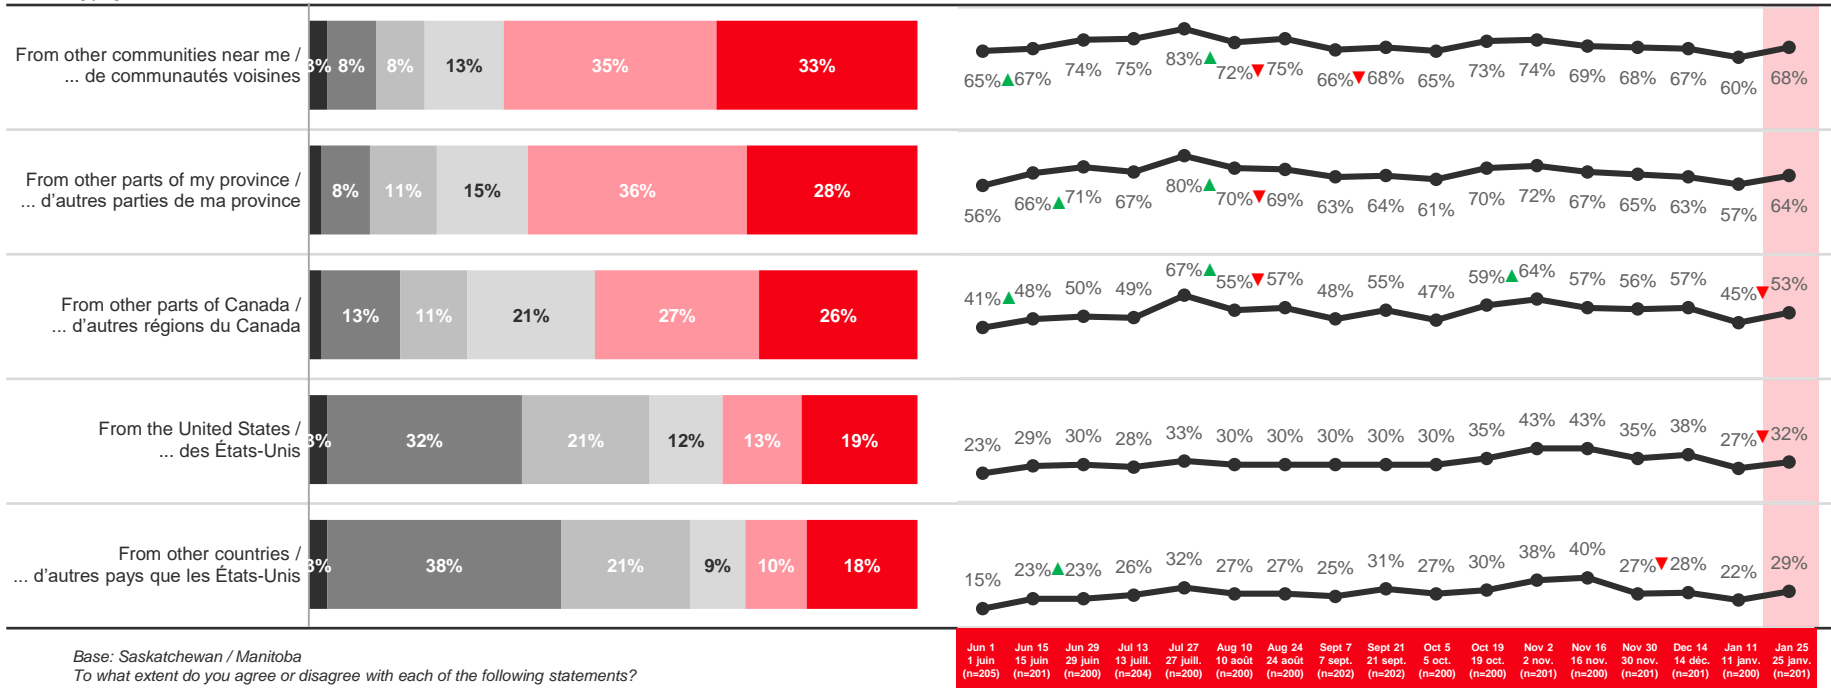 From other communities near me /
... de communautés voisines
3% 8% 8% 13% 35% 33%
65% 67% 74% 75% 83% 72% 75% 66% 68% 65% 73% 74% 69% 68% 67% 60% 68%
From other parts of my province /
... d'autres parties de ma province
8% 11% 15% 36% 28%
56% 66% 71% 67% 80% 70% 69% 63% 64% 61% 70% 72% 67% 65% 63% 57% 64%
From other parts of Canada /
... d'autres régions du Canada
13% 11% 21% 27% 26%
41% 48% 50% 49% 67% 55% 57% 48% 55% 47% 59% 64% 57% 56% 57% 45% 53%
From the United States /
... des États-Unis
3% 32% 21% 12% 13% 19%
23% 29% 30% 28% 33% 30% 30% 30% 30% 30% 35% 43% 43% 35% 38% 27% 32%
From other countries /
... d'autres pays que les États-Unis
3% 38% 21% 9% 10% 18%
15% 23% 23% 26% 32% 27% 27% 25% 31% 27% 30% 38% 40% 27% 28% 22% 29%
Jun 1 Jun 15 Jun 29 Jul 13 Jul 27 Aug 10 Aug 24 Sept 7 Sept 21 Oct 5 Oct 19 Nov 2 Nov 16 Nov 30 Dec 14 Jan 11 Jan 25
1 juin 15 juin 29 juin 13 juill. 27 juill. 10 août 24 août 7 sept. 21 sept. 5 oct. 19 oct. 2 nov. 16 nov. 30 nov. 14 déc. 11 janv. 25 janv.
(n=205) (n=201) (n=200) (n=204) (n=200) (n=200) (n=200) (n=202) (n=202) (n=200) (n=200) (n=201) (n=200) (n=201) (n=201) (n=200) (n=201)
Base: Saskatchewan / Manitoba
To what extent do you agree or disagree with each of the following statements?